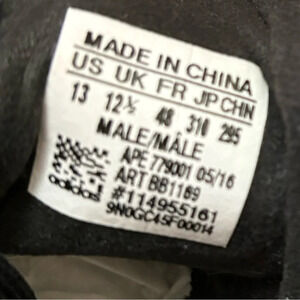 MADE IN CHINA
US UK FR JP CHN
13 12½ 48 310 295
MALE/MÂLE
APE 779001 05/16
ART BB1169
#114955161
9N0GC45F00014
adidas